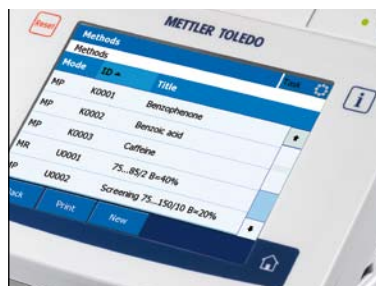 Reset
METTLER TOLEDO
Methods
Task
Methods
Mode ID Title
MP K0001 Benzophenone
MP K0002 Benzoic acid
MP K0003 Caffeine
MR U0001 75...85/2 B=40%
MP U0002 Screening 75...150/10 B=20%
Back Print New
i